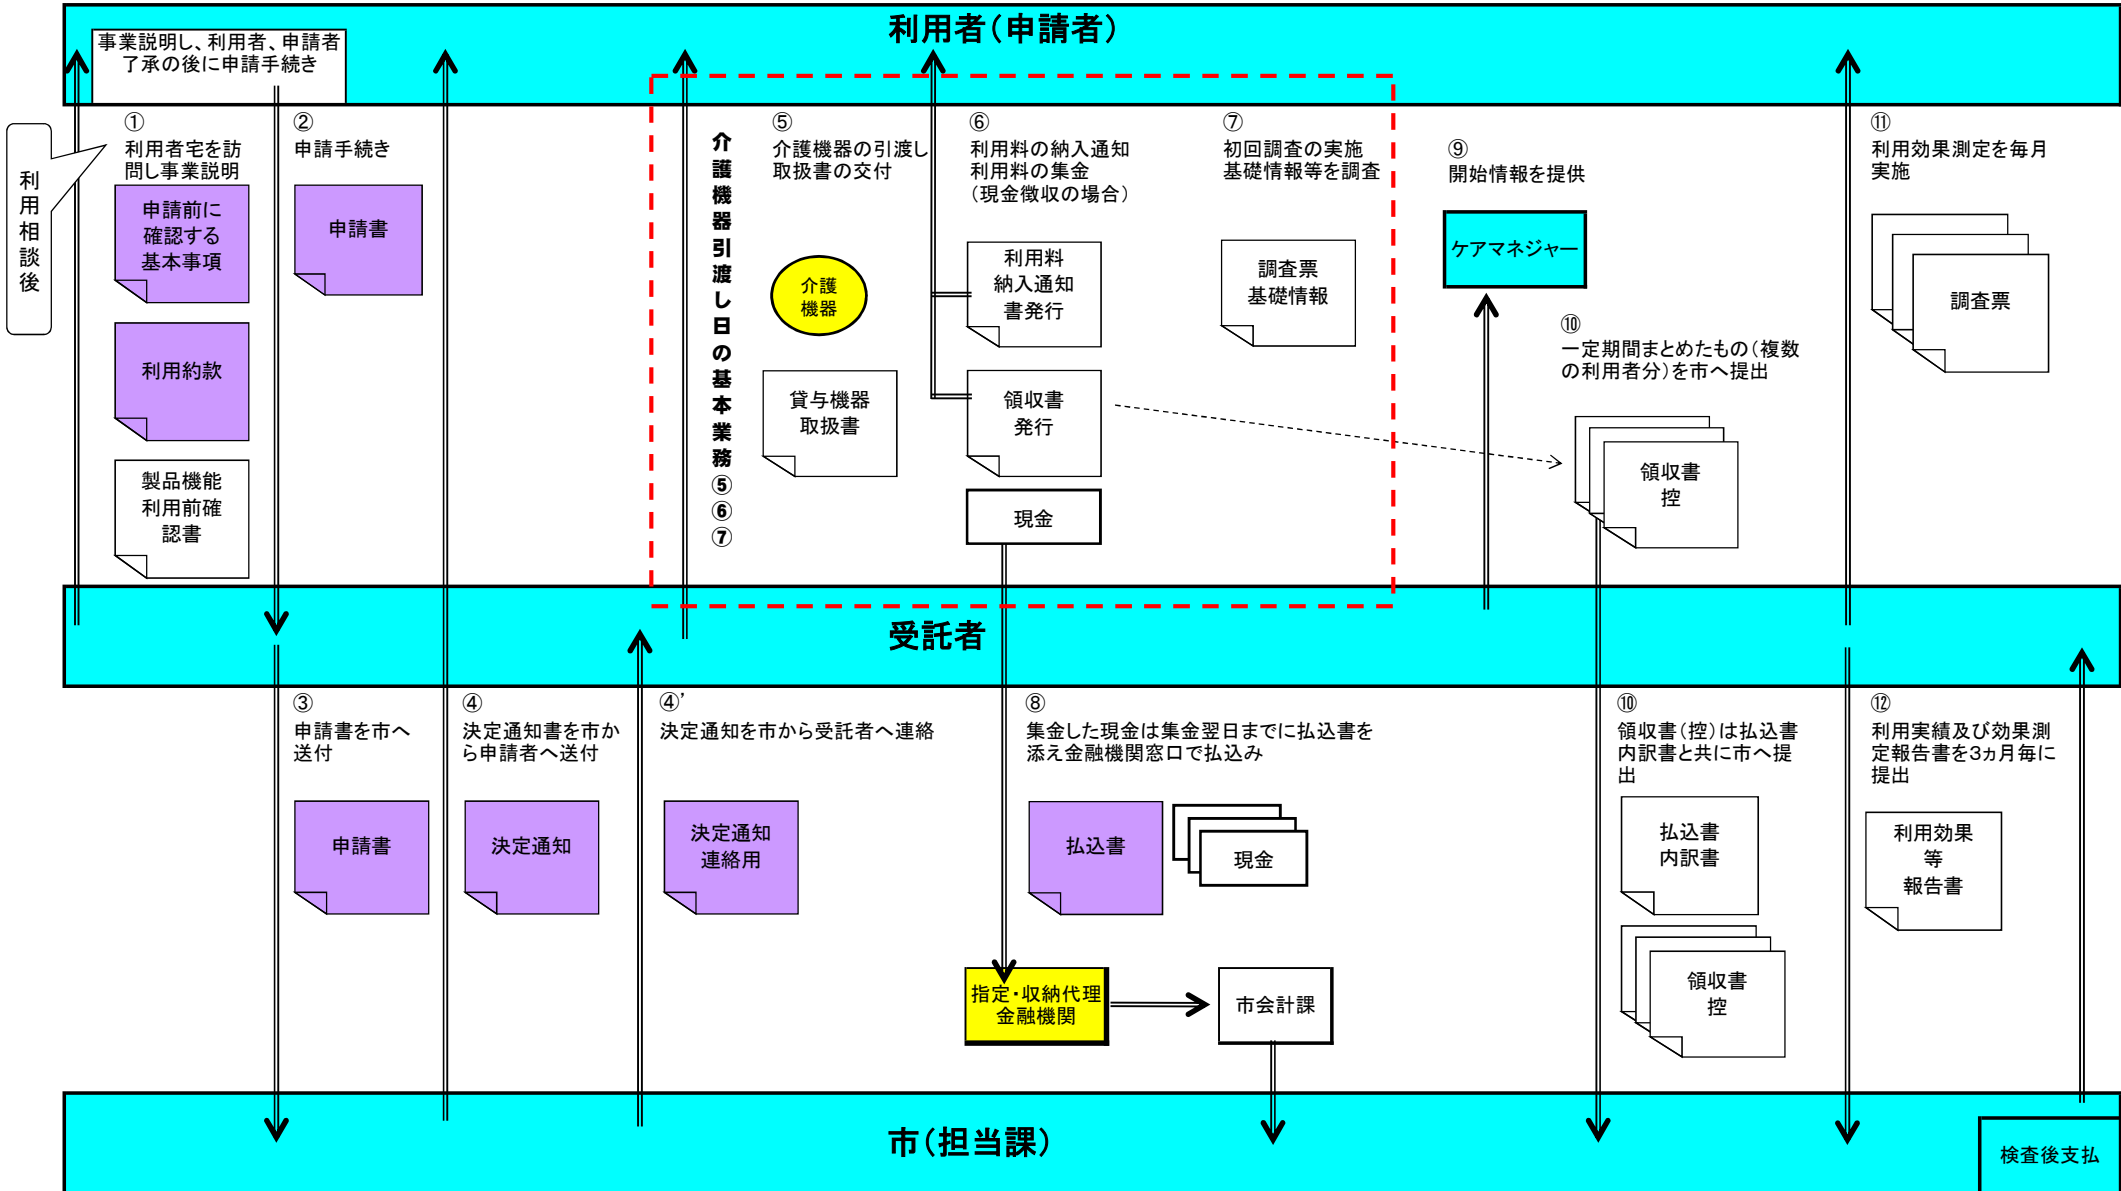 利用者（申請者）
事業説明し、利用者、申請者
了承の後に申請手続き
利用相談後
①
利用者宅を訪
問し事業説明
申請前に
確認する
基本事項
利用約款
製品機能
利用前確
認書
②
申請手続き
申請書
介護機器引渡し日の基本業務⑤⑥⑦
⑤
介護機器の引渡し
取扱書の交付
介護
機器
貸与機器
取扱書
⑥
利用料の納入通知
利用料の集金
（現金徴収の場合）
利用料
納入通知
書発行
領収書
発行
現金
⑦
初回調査の実施
基礎情報等を調査
調査票
基礎情報
⑨
開始情報を提供
ケアマネジャー
⑩
一定期間まとめたもの（複数
の利用者分）を市へ提出
領収書
控
⑪
利用効果測定を毎月
実施
調査票
受託者
③
申請書を市へ
送付
申請書
④
決定通知書を市か
ら申請者へ送付
決定通知
④’
決定通知を市から受託者へ連絡
決定通知
連絡用
⑧
集金した現金は集金翌日までに払込書を
添え金融機関窓口で払込み
払込書
現金
指定・収納代理
金融機関
市会計課
⑩
領収書（控）は払込書
内訳書と共に市へ提
出
払込書
内訳書
領収書
控
⑫
利用実績及び効果測
定報告書を3ヵ月毎に
提出
利用効果
等
報告書
市（担当課）
検査後支払